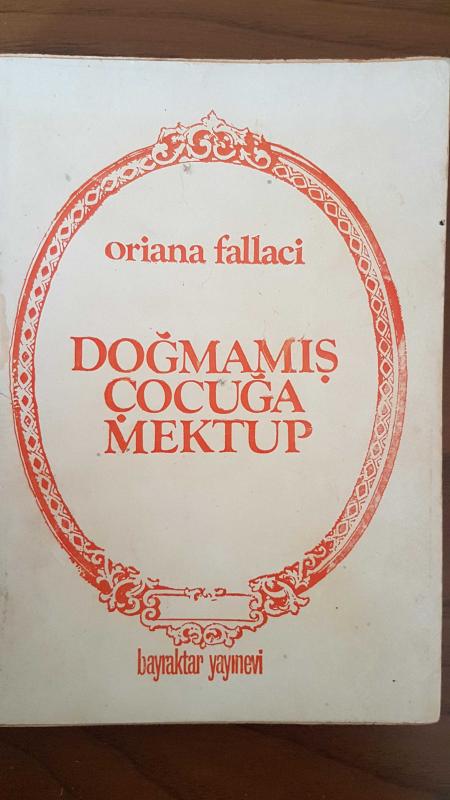 oriana fallaci
DOĞMAMIŞ
ÇOCUĞA
MEKTUP
bayraktar yayınevi